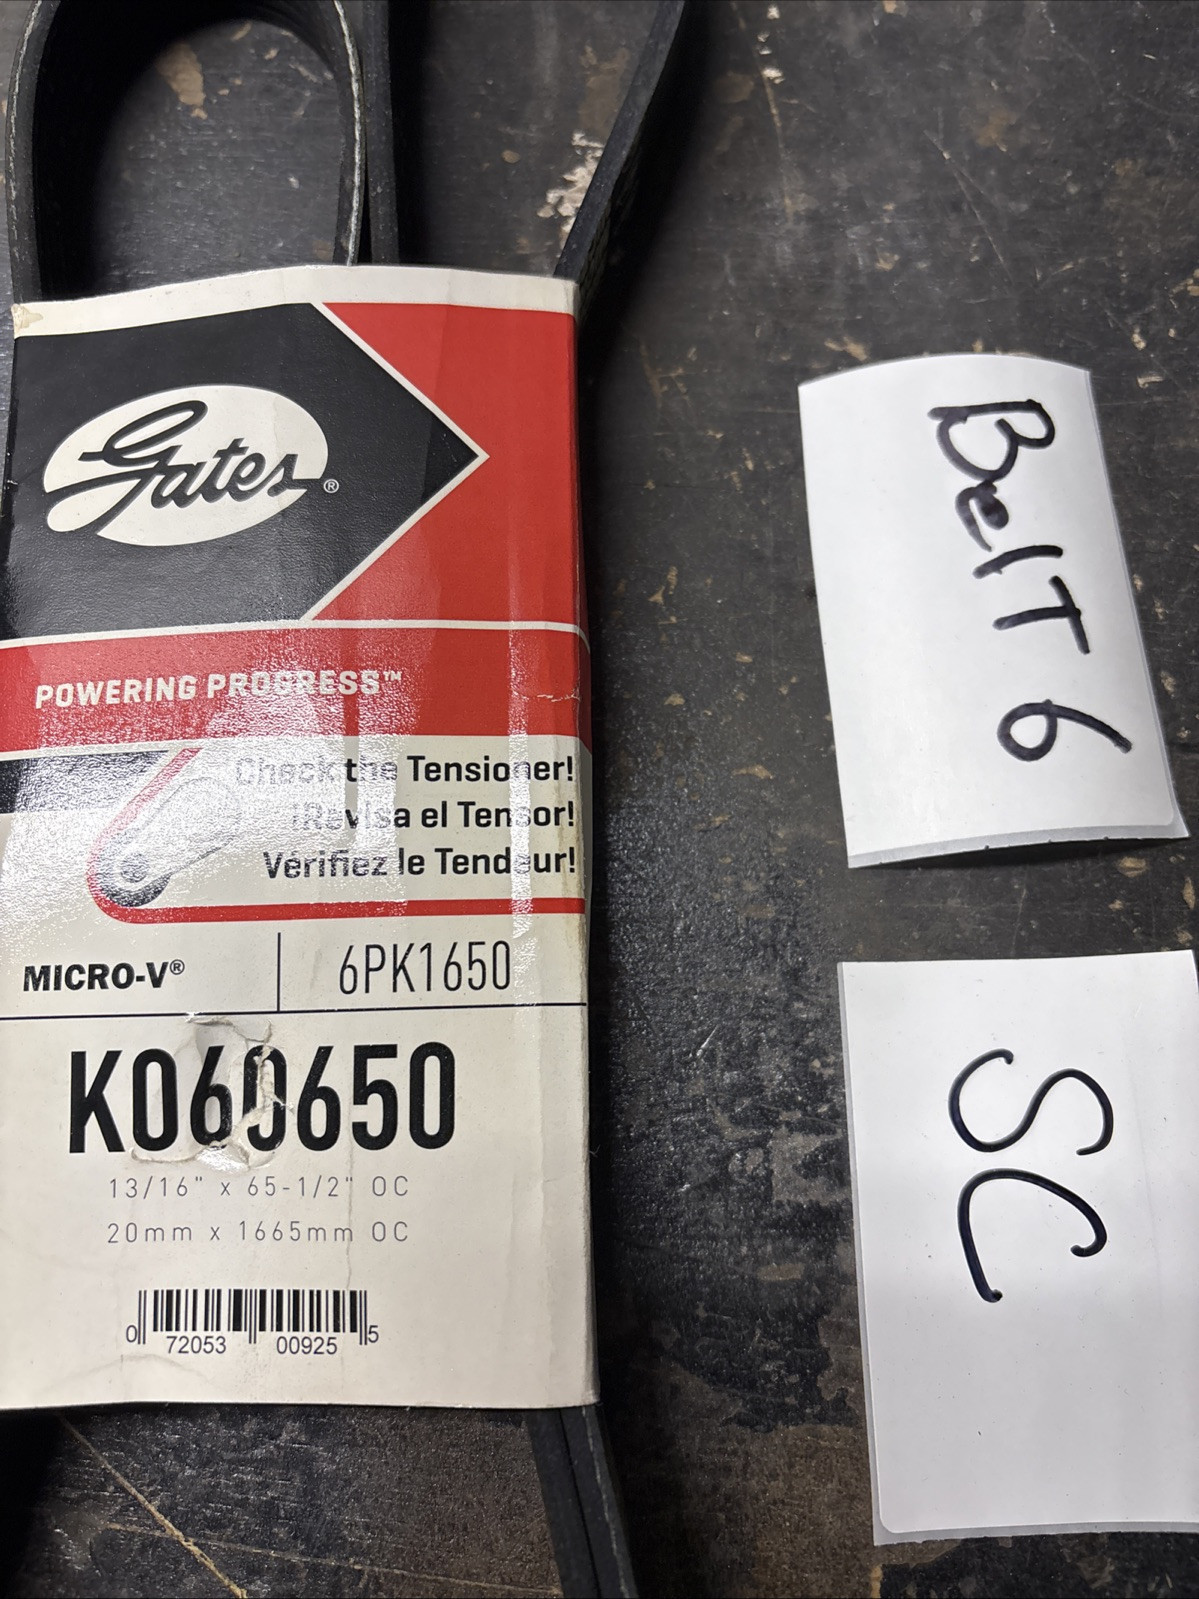 Gates®
POWERING PROGRESS™
Check the Tensioner!
¡Revisa el Tensor!
Vérifiez le Tendeur!
MICRO-V® 6PK1650
K060650
13/16" x 65-1/2" OC
20mm x 1665mm OC
0 72053 00925 5
BelT 6
SC